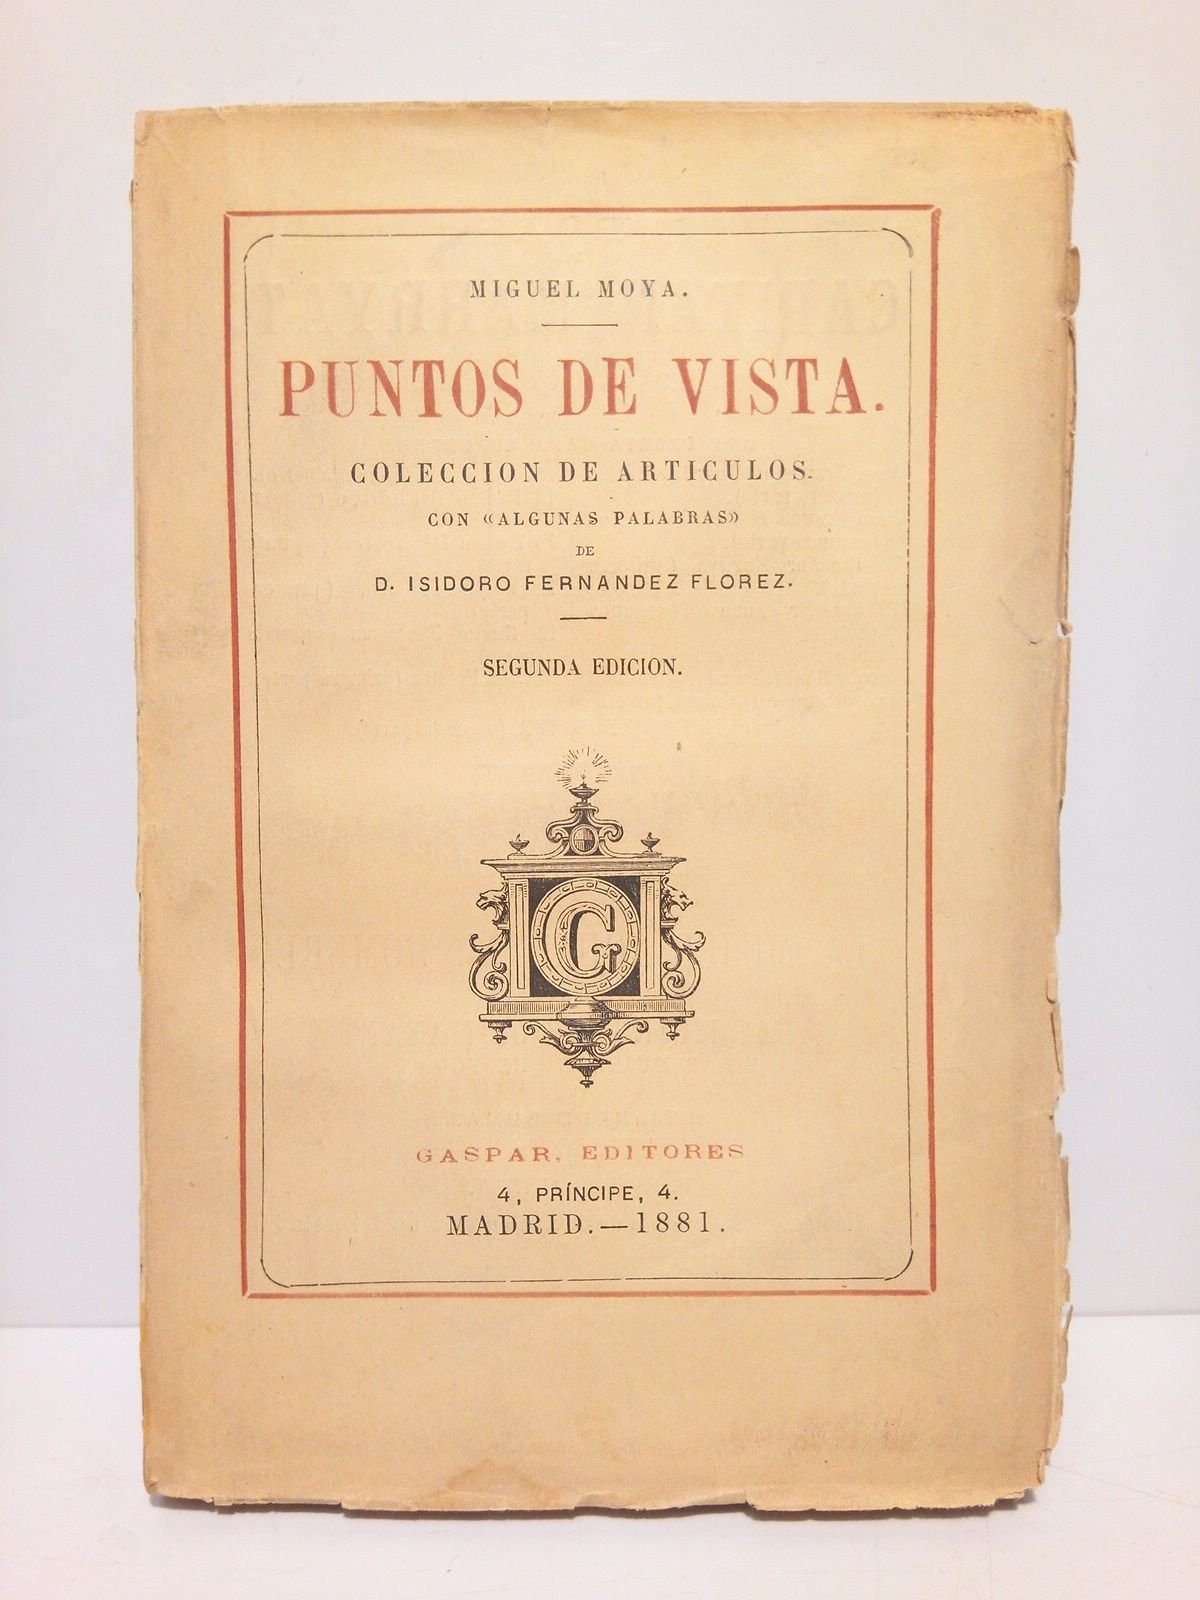 MIGUEL MOYA.
PUNTOS DE VISTA.
COLECCION DE ARTICULOS.
CON «ALGUNAS PALABRAS»
DE
D. ISIDORO FERNANDEZ FLOREZ.
SEGUNDA EDICION.
G
GASPAR, EDITORES
4, PRÍNCIPE, 4.
MADRID.—1881.